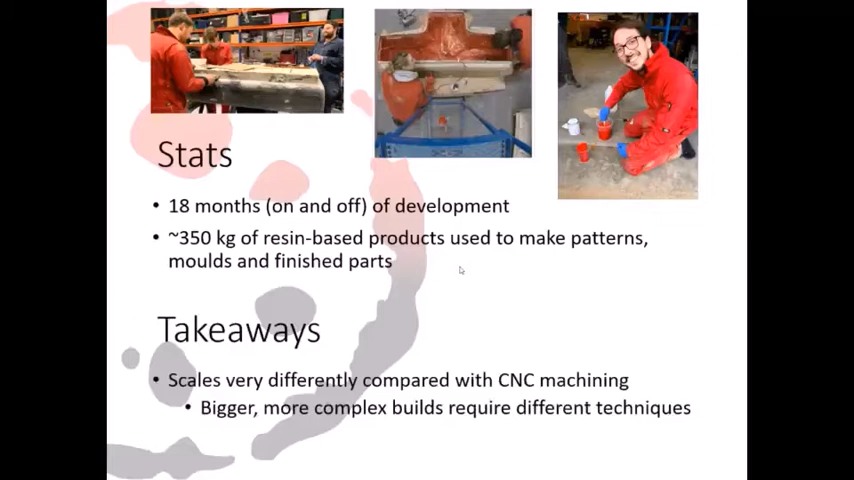 Stats
• 18 months (on and off) of development
• ~350 kg of resin-based products used to make patterns,
moulds and finished parts
Takeaways
• Scales very differently compared with CNC machining
• Bigger, more complex builds require different techniques